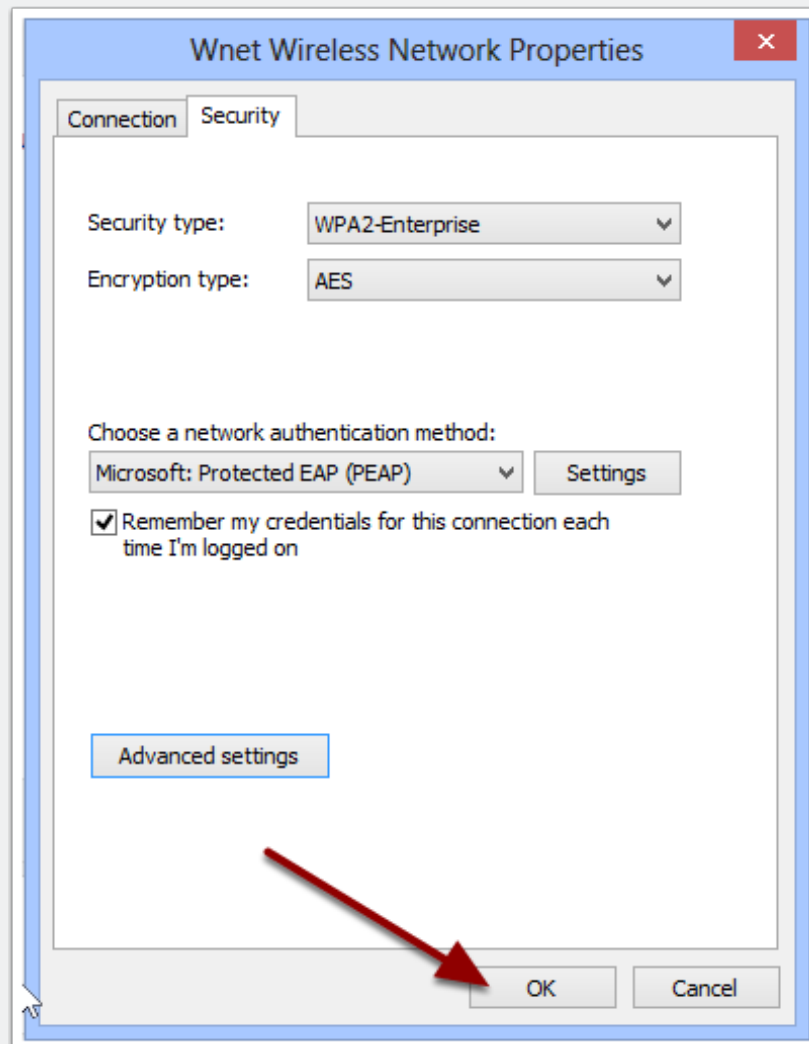 Wnet Wireless Network Properties
Connection
Security
Security type:
WPA2-Enterprise
Encryption type:
AES
Choose a network authentication method:
Microsoft: Protected EAP (PEAP)
Settings
Remember my credentials for this connection each
time I'm logged on
Advanced settings
OK
Cancel